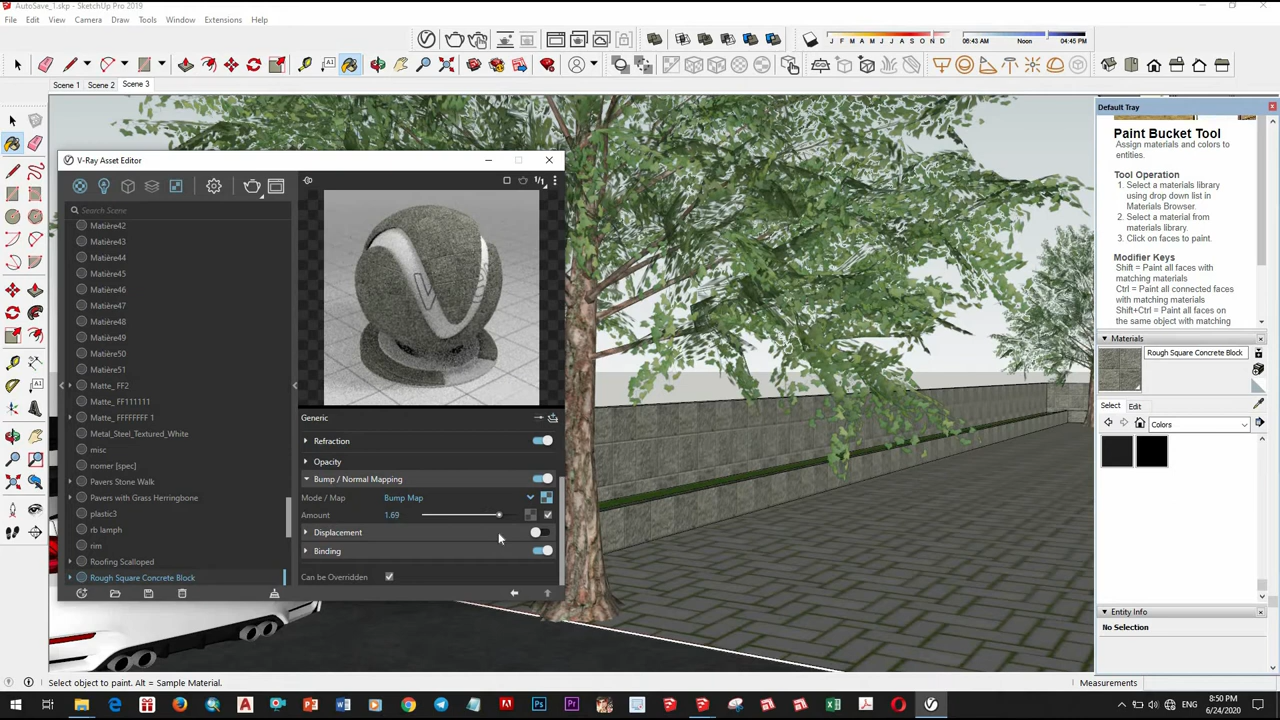 AutoSave_1.skp - SketchUp Pro 2019
File Edit View Camera Draw Tools Window Extensions Help
J F M A M J J A S O N D
06:43 AM Noon 04:45 PM
Scene 1 Scene 2 Scene 3
Default Tray
Paint Bucket Tool
Assign materials and colors to
entities.
Tool Operation
1. Select a materials library
using drop down list in
Materials Browser.
2. Select a material from
materials library.
3. Click on faces to paint.
Modifier Keys
Shift = Paint all faces with
matching materials
Ctrl = Paint all connected faces
with matching materials
Shift+Ctrl = Paint all faces on
the same object with matching
Materials
Rough Square Concrete Block
Select Edit
Colors
Entity Info
No Selection
V-Ray Asset Editor
Search Scene
Matière42
Matière43
Matière44
Matière45
Matière46
Matière47
Matière48
Matière49
Matière50
Matière51
Matte_FF2
Matte_FF111111
Matte_FFFFFFFF 1
Metal_Steel_Textured_White
misc
nomer [spec]
Pavers Stone Walk
Pavers with Grass Herringbone
plastic3
rb lamph
rim
Roofing Scalloped
Rough Square Concrete Block
1/1
Generic
Refraction
Opacity
Bump / Normal Mapping
Mode / Map Bump Map
Amount 1.69
Displacement
Binding
Can be Overridden
Select object to paint. Alt = Sample Material.
Measurements
ENG
8:50 PM
6/24/2020